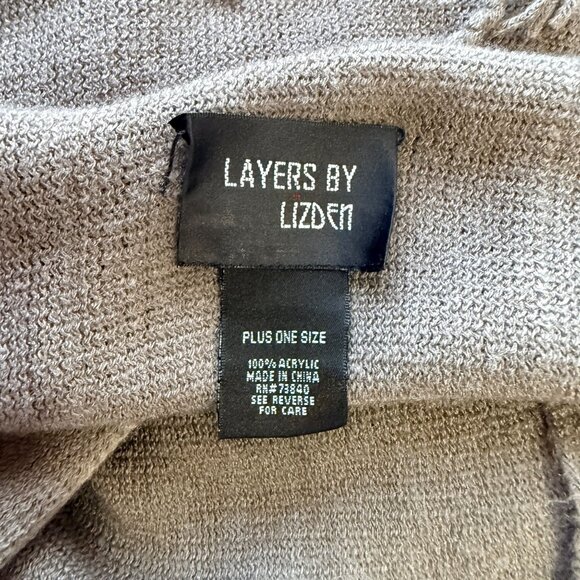 LAYERS BY
LIZDEN
PLUS ONE SIZE
100% ACRYLIC
MADE IN CHINA
RN#73840
SEE REVERSE
FOR CARE